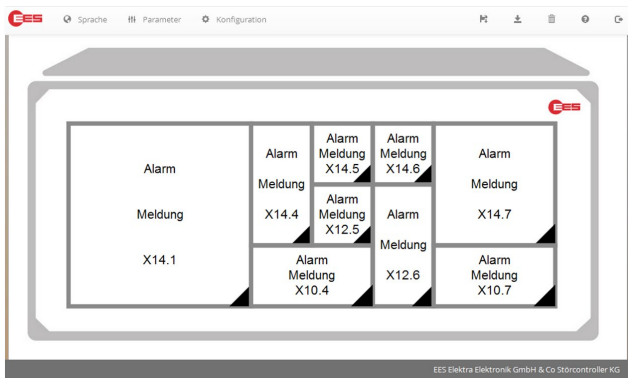 EES
Sprache
Parameter
Konfiguration
EES
Alarm
Meldung
X14.1
Alarm
Meldung
X14.4
Alarm
Meldung
X14.5
Alarm
Meldung
X14.6
Alarm
Meldung
X14.7
Alarm
Meldung
X12.5
Alarm
Meldung
X12.6
Alarm
Meldung
X10.4
Alarm
Meldung
X10.7
EES Elektra Elektronik GmbH & Co Störcontroller KG